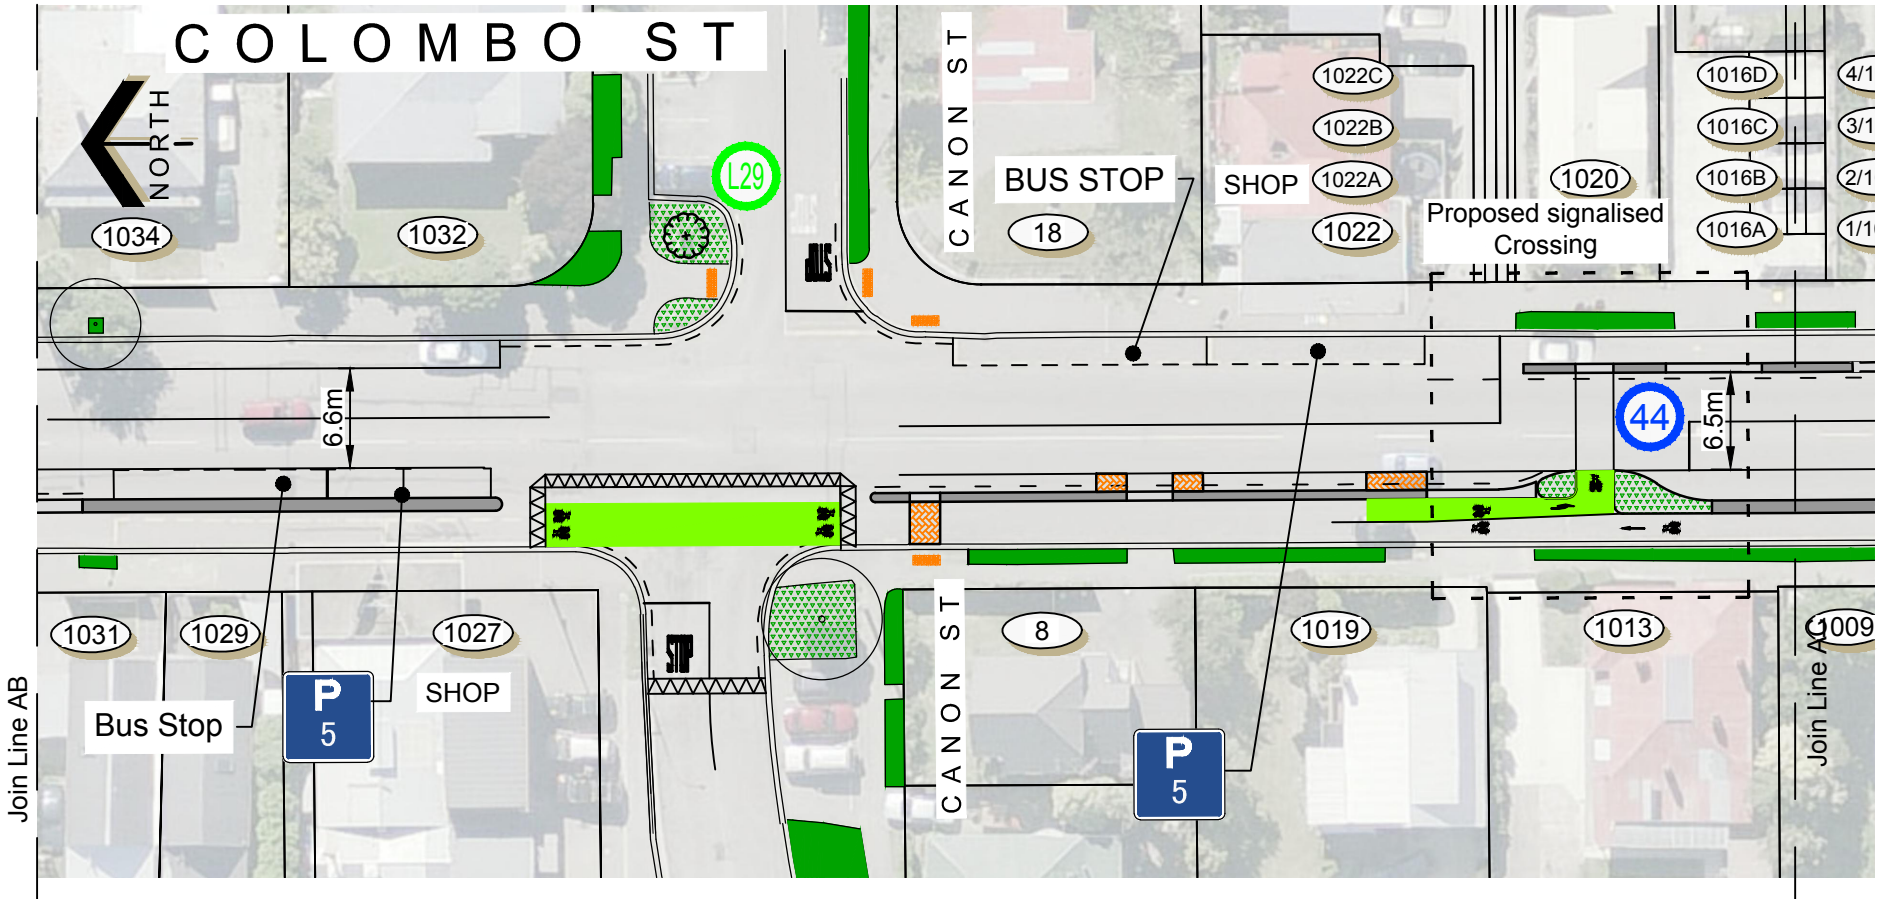 COLOMBO ST
NORTH
CANON ST
L29
BUS STOP
SHOP
1022C
1022B
1022A
1022
1020
1016D
1016C
1016B
1016A
4/1
3/1
2/1
1/1
Proposed signalised
Crossing
1034
1032
18
STOP
6.6m
44
6.5m
1031
1029
1027
8
1019
1013
1009
STOP
SHOP
Bus Stop
P
5
CANON ST
P
5
Join Line AB
Join Line AC